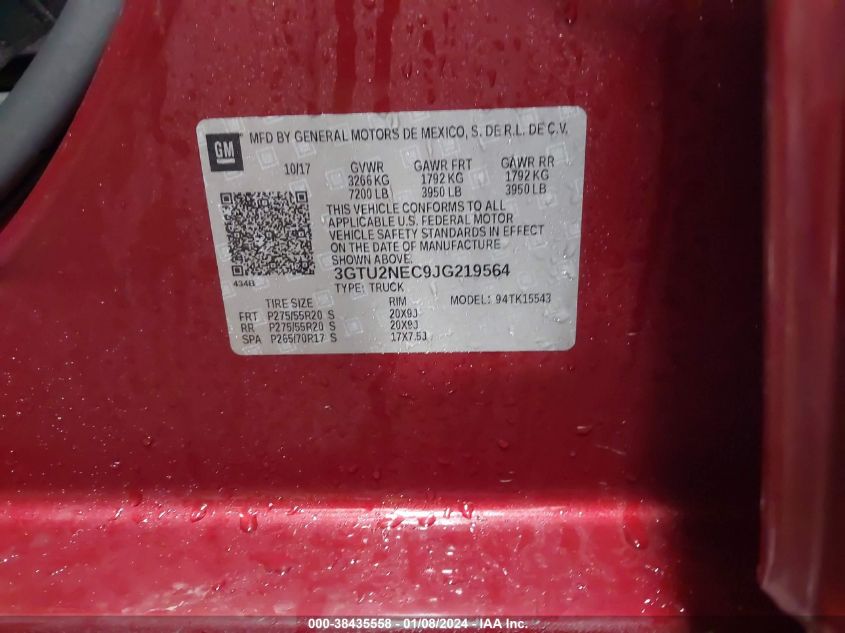 GM
MFD BY GENERAL MOTORS DE MEXICO, S. DE R.L. DE C.V.
10/17 GVWR GAWR FRT GAWR RR
3266 KG 1792 KG 1792 KG
7200 LB 3950 LB 3950 LB
THIS VEHICLE CONFORMS TO ALL
APPLICABLE U.S. FEDERAL MOTOR
VEHICLE SAFETY STANDARDS IN EFFECT
ON THE DATE OF MANUFACTURE
SHOWN ABOVE.
3GTU2NEC9JG219564
434B TYPE: TRUCK
TIRE SIZE RIM MODEL: 94TK15543
FRT P275/55R20 S 20X9J
RR P275/55R20 S 20X9J
SPA P265/70R17 S 17X7.5J
000-38435558 - 01/08/2024 - IAA Inc.